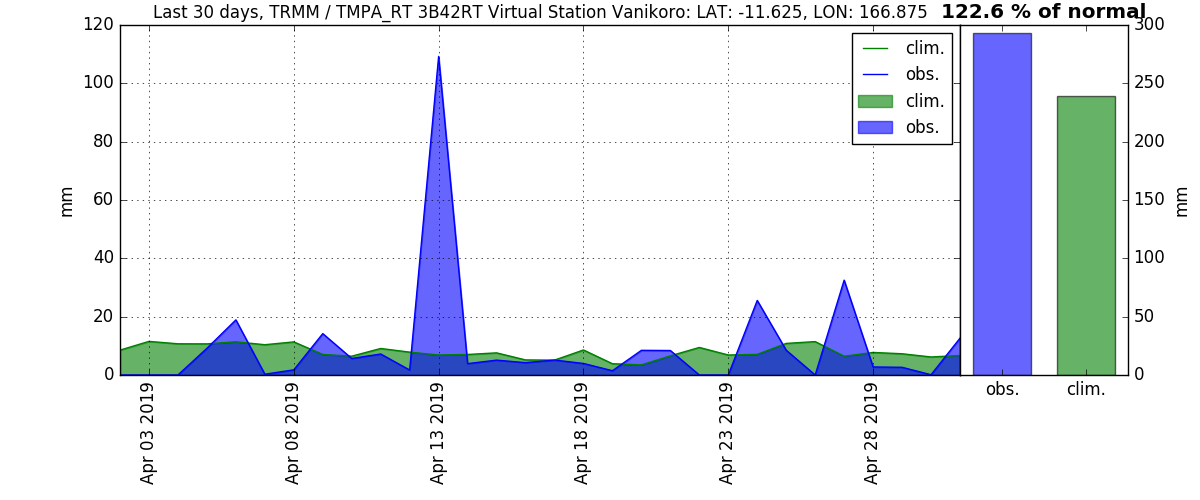 Last 30 days, TRMM / TMPA_RT 3B42RT Virtual Station Vanikoro: LAT: -11.625, LON: 166.875
122.6 % of normal
120
100
80
60
40
20
0
mm
clim.
obs.
clim.
obs.
Apr 03 2019
Apr 08 2019
Apr 13 2019
Apr 18 2019
Apr 23 2019
Apr 28 2019
300
250
200
150
100
50
0
mm
obs.
clim.